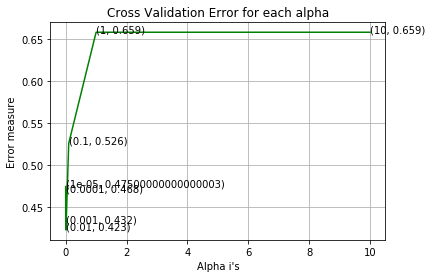 Cross Validation Error for each alpha
0.65
0.60
0.55
0.50
0.45
Error measure
(1, 0.659)
(10, 0.659)
(0.1, 0.526)
(1e-05, 0.47500000000000003)
(0.0001, 0.468)
(0.001, 0.432)
(0.01, 0.423)
0 2 4 6 8 10
Alpha i's